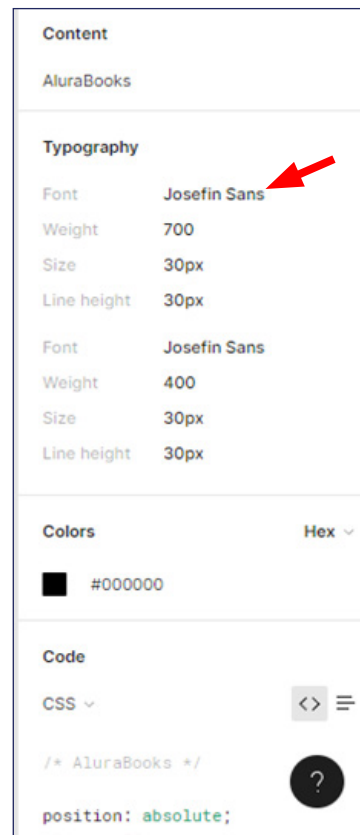 Content
AluraBooks
Typography
Font Josefin Sans
Weight 700
Size 30px
Line height 30px
Font Josefin Sans
Weight 400
Size 30px
Line height 30px
Colors Hex
#000000
Code
CSS <>
/* AluraBooks */
?
position: absolute;